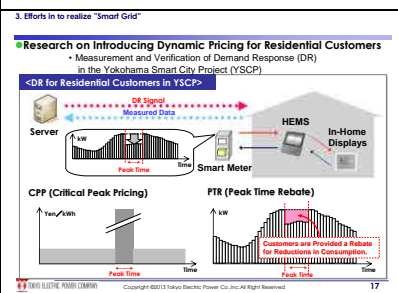 3. Efforts in to realize "Smart Grid"
Research on Introducing Dynamic Pricing for Residential Customers
・Measurement and Verification of Demand Response (DR)
in the Yokohama Smart City Project (YSCP)
<DR for Residential Customers in YSCP>
DR Signal
Measured Data
HEMS
In-Home
Displays
Server
kW
Time
Smart Meter
Peak Time
CPP (Critical Peak Pricing)
PTR (Peak Time Rebate)
Yen/kWh
kW
Customers are Provided a Rebate
for Reductions in Consumption.
Time
Time
Peak Time
Peak Time
TOKYO ELECTRIC POWER COMPANY
Copyright ©2013 Tokyo Electric Power Co.,Inc.All Right Reserved
17